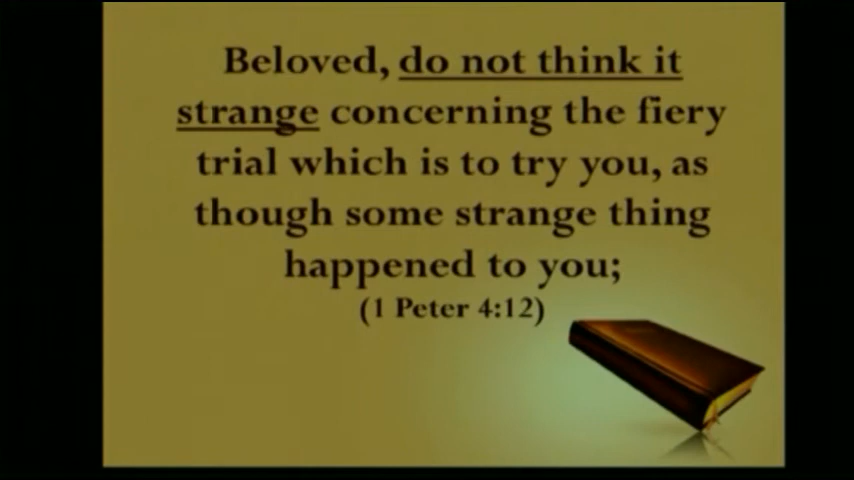 Beloved, do not think it
strange concerning the fiery
trial which is to try you, as
though some strange thing
happened to you;
(1 Peter 4:12)